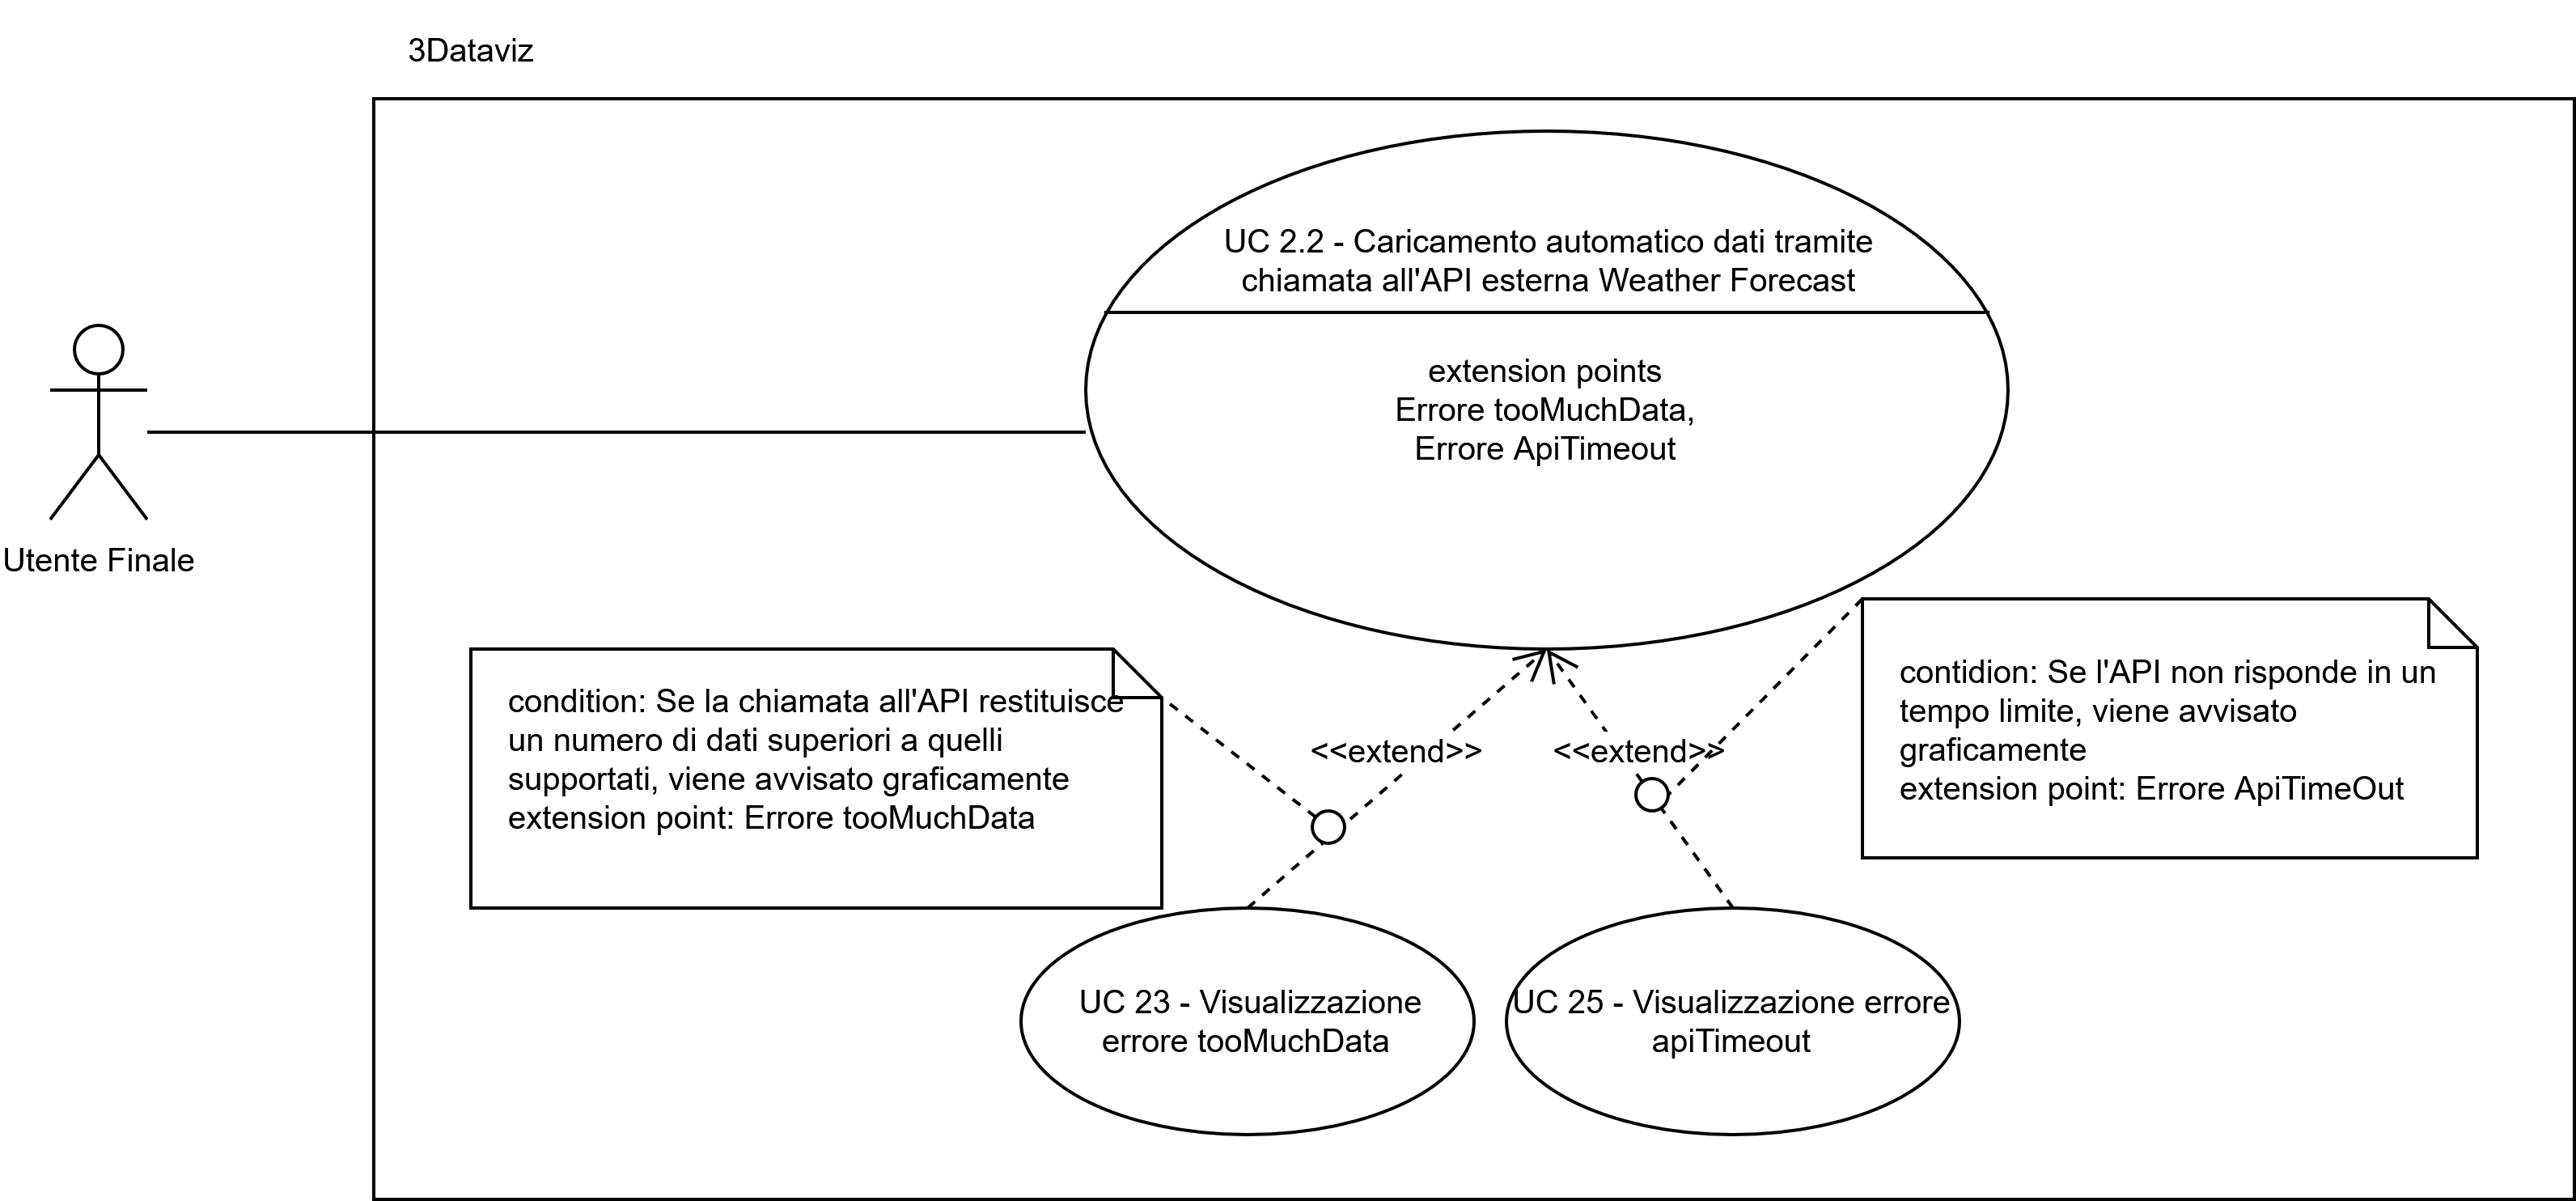 3Dataviz
UC 2.2 - Caricamento automatico dati tramite
chiamata all'API esterna Weather Forecast
extension points
Errore tooMuchData,
Errore ApiTimeout
Utente Finale
condition: Se la chiamata all'API restituisce
un numero di dati superiori a quelli
supportati, viene avvisato graficamente
extension point: Errore tooMuchData
<<extend>>
<<extend>>
contidion: Se l'API non risponde in un
tempo limite, viene avvisato
graficamente
extension point: Errore ApiTimeOut
UC 23 - Visualizzazione
errore tooMuchData
UC 25 - Visualizzazione errore
apiTimeout